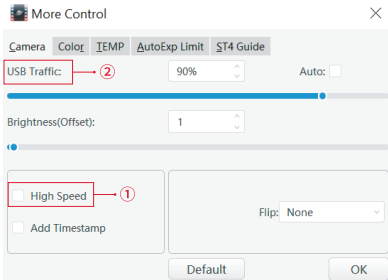 More Control
Camera Color TEMP AutoExp Limit ST4 Guide
USB Traffic: ② 90% Auto:
Brightness(Offset): 1
High Speed ①
Add TImestamp
Flip: None
Default OK